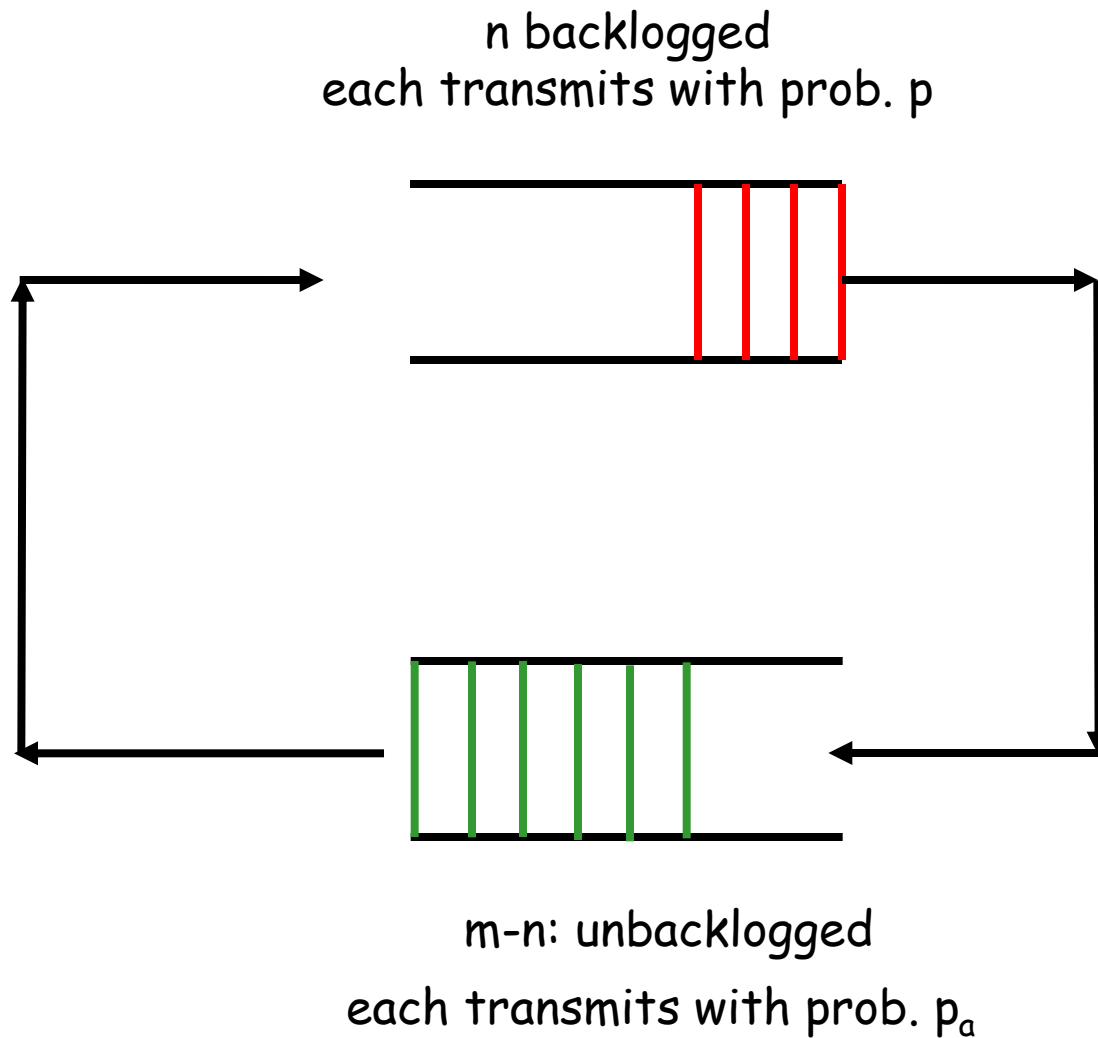 n backlogged
each transmits with prob. p
m-n: unbacklogged
each transmits with prob. pₐ